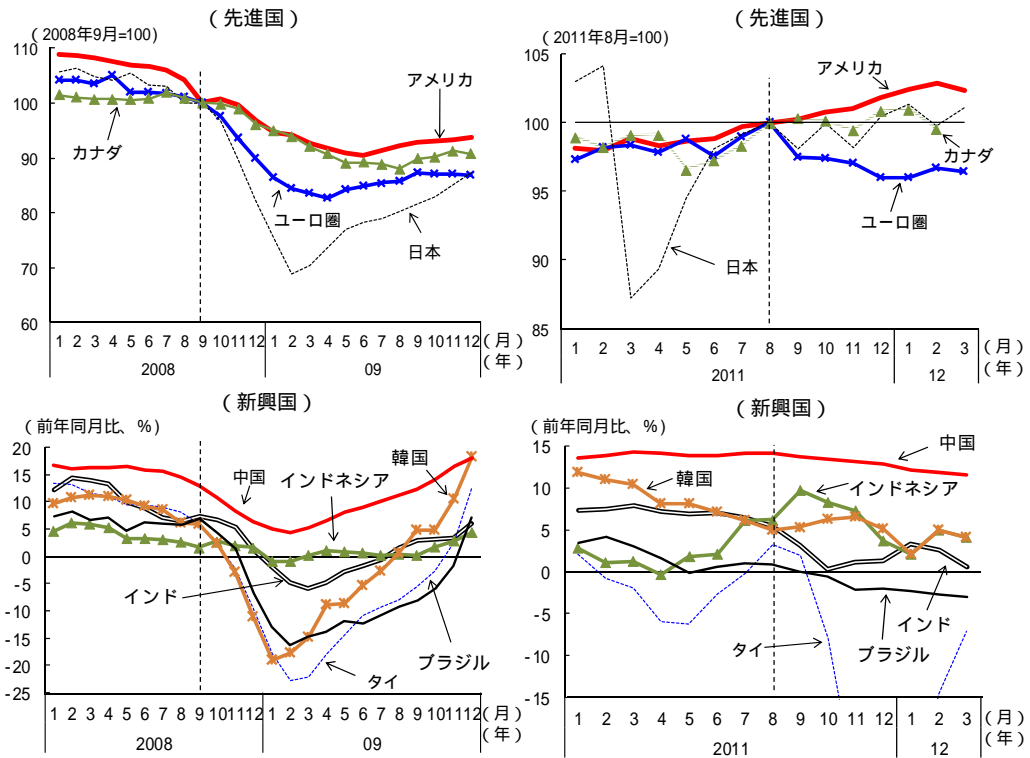 （先進国）
（2008年9月=100）
110
100
90
80
70
60
アメリカ
カナダ
ユーロ圏
日本
1 2 3 4 5 6 7 8 9 10 11 12 1 2 3 4 5 6 7 8 9 10 11 12 （月）
2008 09 （年）
（先進国）
（2011年8月=100）
105
100
95
90
85
アメリカ
カナダ
ユーロ圏
日本
1 2 3 4 5 6 7 8 9 10 11 12 1 2 3 （月）
2011 12 （年）
（新興国）
（前年同月比、%）
20
15
10
5
0
-5
-10
-15
-20
-25
中国
インドネシア
韓国
インド
ブラジル
タイ
1 2 3 4 5 6 7 8 9 10 11 12 1 2 3 4 5 6 7 8 9 10 11 12 （月）
2008 09 （年）
（新興国）
（前年同月比、%）
15
10
5
0
-5
-10
-15
中国
韓国
インドネシア
インド
タイ
ブラジル
1 2 3 4 5 6 7 8 9 10 11 12 1 2 3 （月）
2011 12 （年）